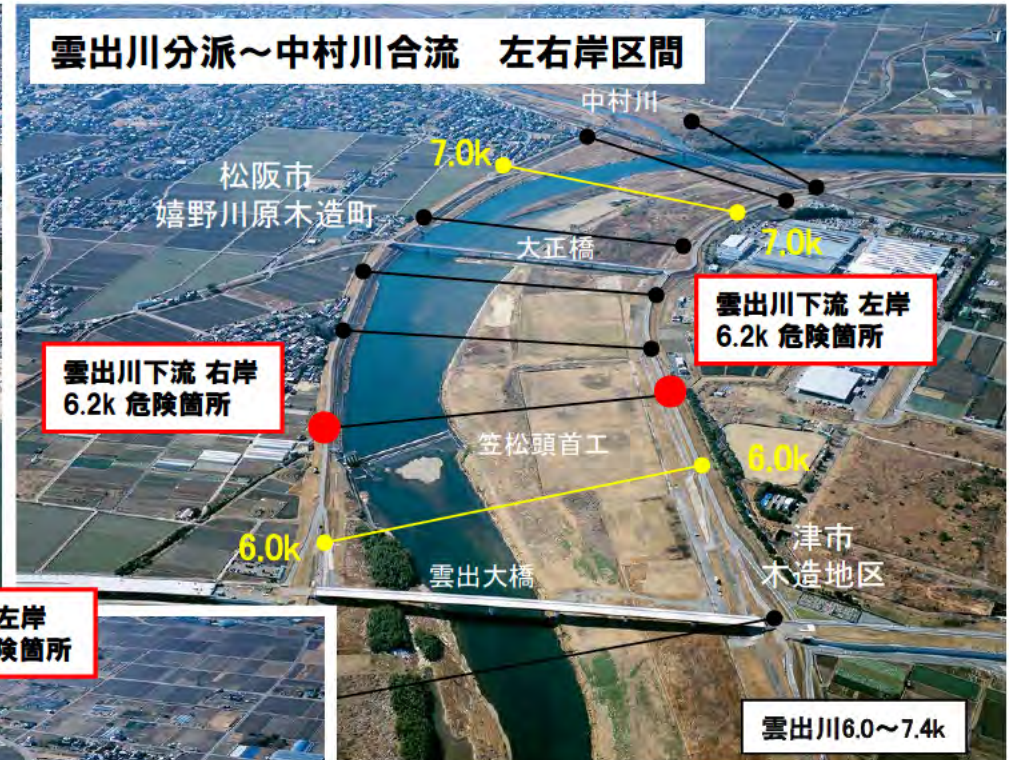 雲出川分派～中村川合流　左右岸区間
中村川
7.0k
松阪市
嬉野川原木造町
7.0k
大正橋
雲出川下流 左岸
6.2k 危険箇所
雲出川下流 右岸
6.2k 危険箇所
笠松頭首工
6.0k
6.0k
津市
木造地区
雲出大橋
左岸
険箇所
雲出川6.0～7.4k